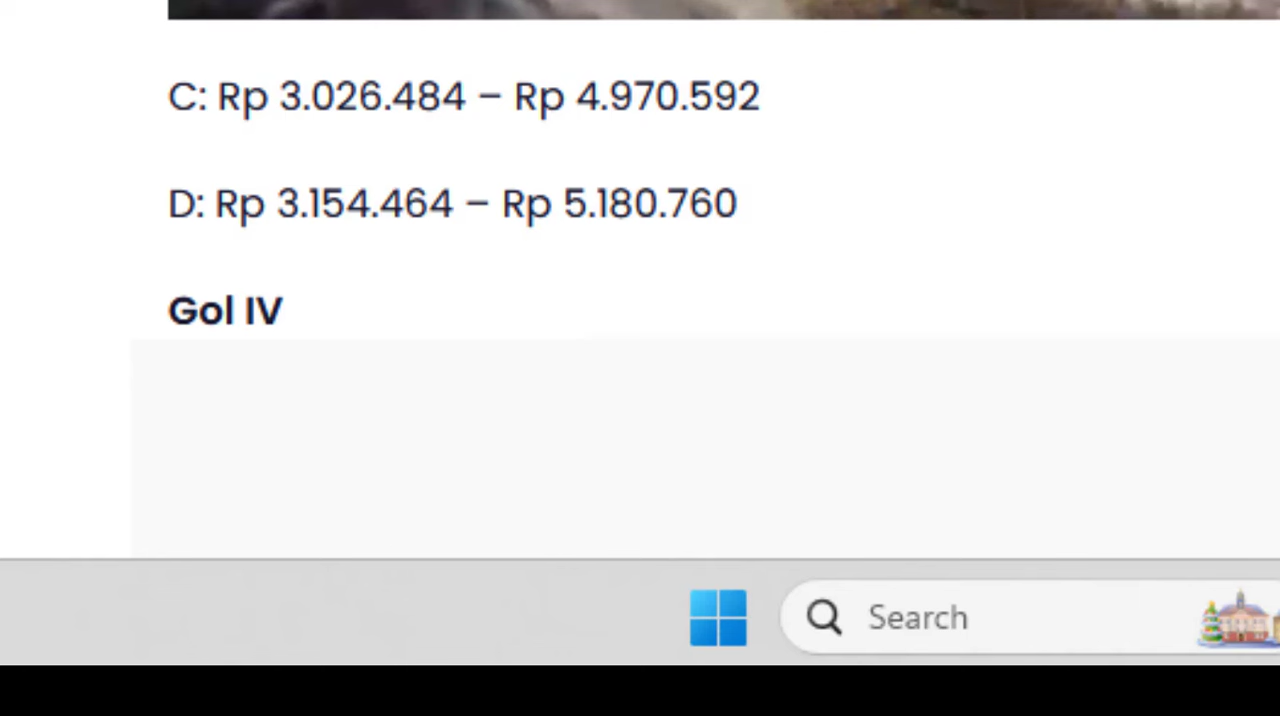 C: Rp 3.026.484 – Rp 4.970.592
D: Rp 3.154.464 – Rp 5.180.760
Gol IV
Search